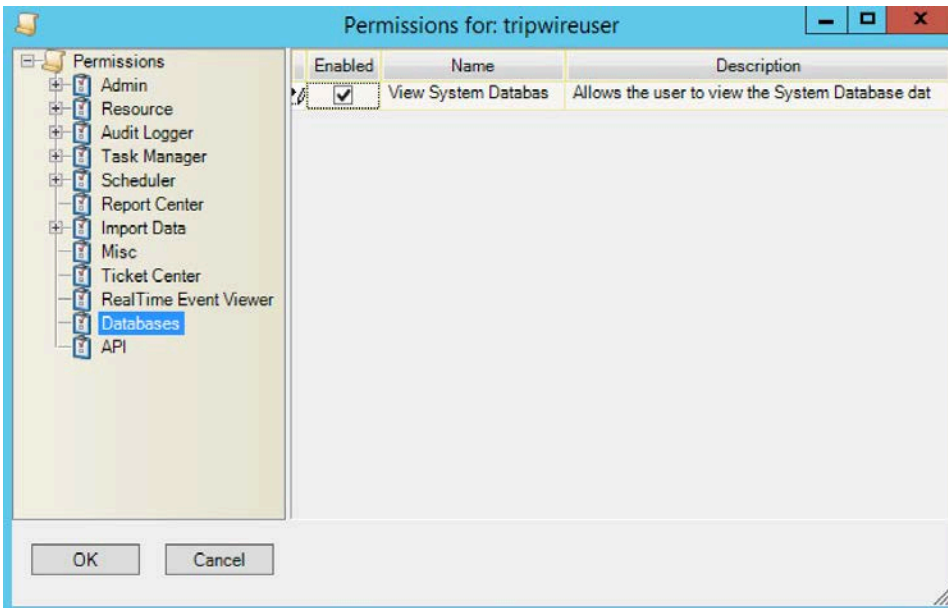 Permissions for: tripwireuser
Permissions
Admin
Resource
Audit Logger
Task Manager
Scheduler
Report Center
Import Data
Misc
Ticket Center
RealTime Event Viewer
Databases
API
Enabled Name Description
View System Databas Allows the user to view the System Database dat
OK Cancel